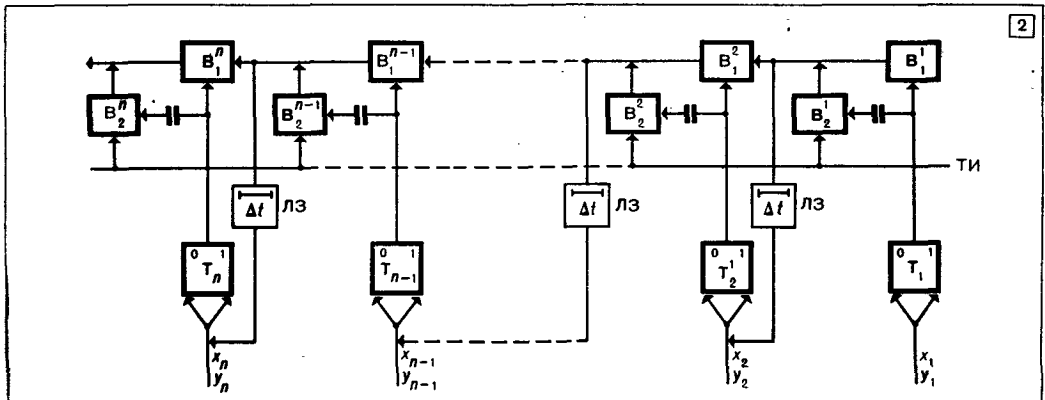 2
B₁ⁿ B₁ⁿ⁻¹ B₁² B₁¹
B₂ⁿ B₂ⁿ⁻¹ B₂² B₂¹
ТИ
Δt ЛЗ Δt ЛЗ Δt ЛЗ
0 1 0 1 0 1 0 1
Tₙ Tₙ₋₁ T₂¹ T₁
xₙ xₙ₋₁ x₂ x₁
yₙ yₙ₋₁ y₂ y₁